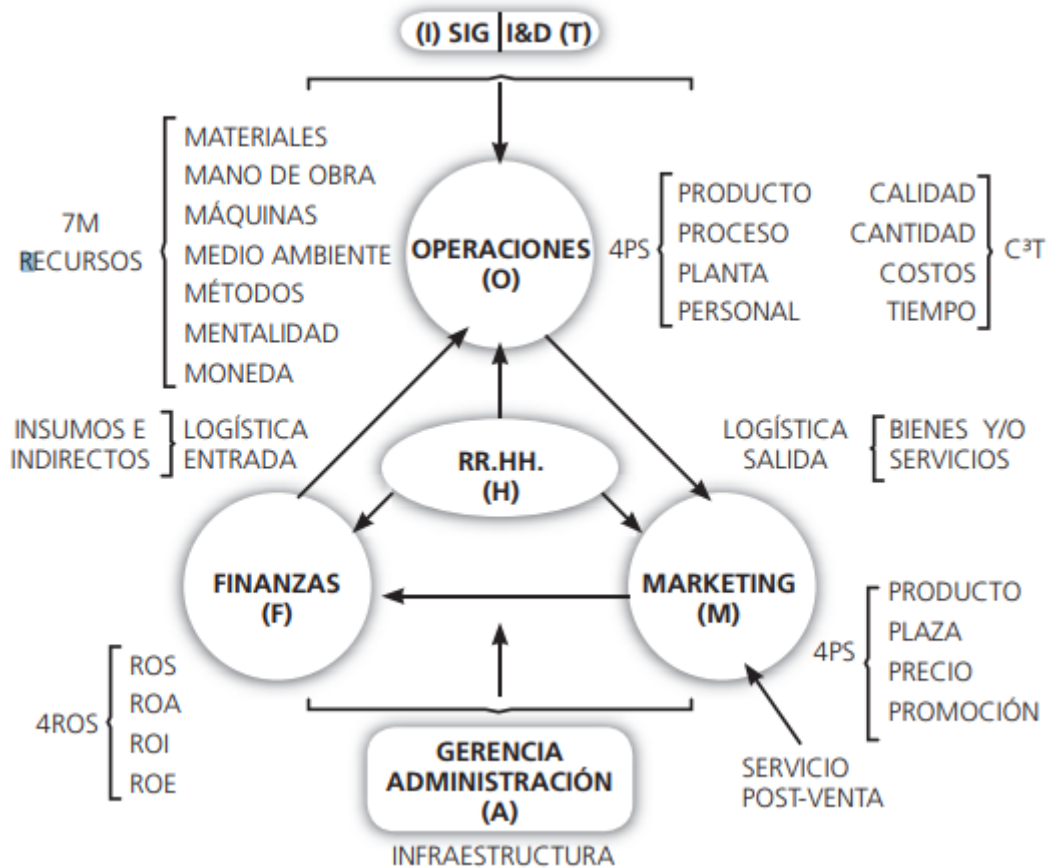 (I) SIG I&D (T)
7M
RECURSOS
MATERIALES
MANO DE OBRA
MÁQUINAS
MEDIO AMBIENTE
MÉTODOS
MENTALIDAD
MONEDA
OPERACIONES
(O)
4PS
PRODUCTO CALIDAD
PROCESO CANTIDAD
PLANTA COSTOS
PERSONAL TIEMPO
C³T
INSUMOS E
INDIRECTOS
LOGÍSTICA
ENTRADA
RR.HH.
(H)
LOGÍSTICA
SALIDA
BIENES Y/O
SERVICIOS
FINANZAS
(F)
MARKETING
(M)
4PS
PRODUCTO
PLAZA
PRECIO
PROMOCIÓN
4ROS
ROS
ROA
ROI
ROE
GERENCIA
ADMINISTRACIÓN
(A)
INFRAESTRUCTURA
SERVICIO
POST-VENTA